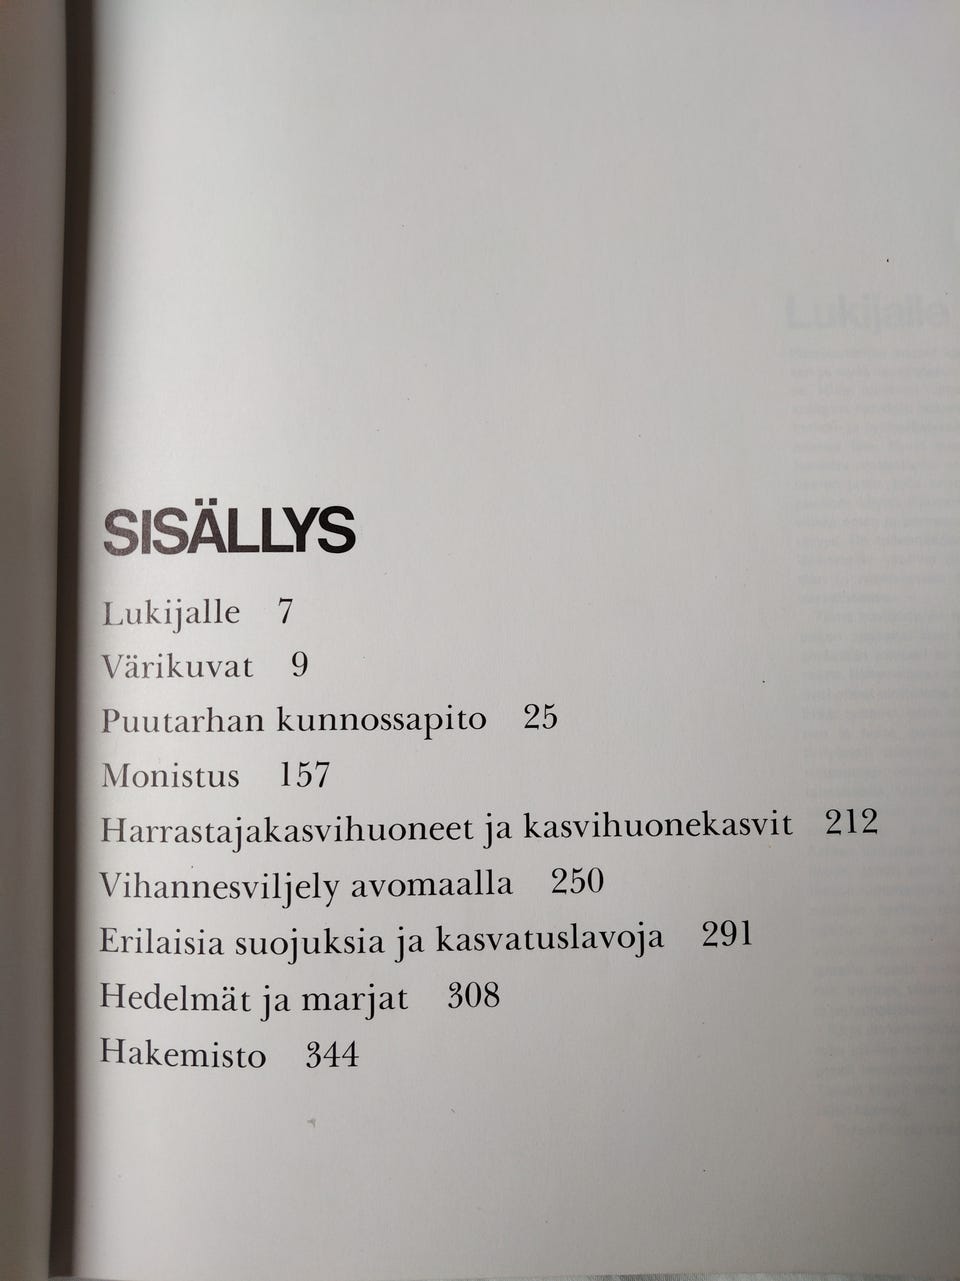 SISÄLLYS
Lukijalle 7
Värikuvat 9
Puutarhan kunnossapito 25
Monistus 157
Harrastajakasvihuoneet ja kasvihuonekasvit 212
Vihannesviljely avomaalla 250
Erilaisia suojuksia ja kasvatuslavoja 291
Hedelmät ja marjat 308
Hakemisto 344
Lukijalle